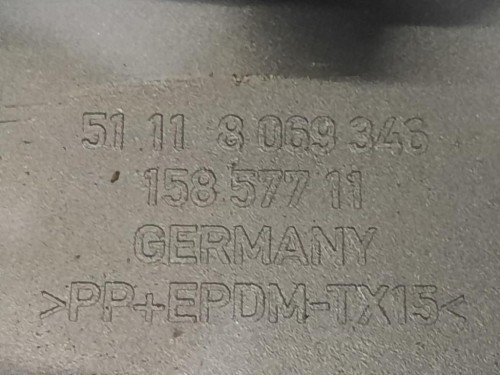 51 11 8 069 346
158 577 11
GERMANY
>PP+EPDM-TX15<